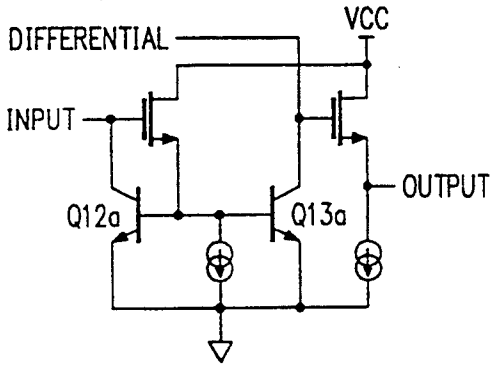 VCC
DIFFERENTIAL
INPUT
OUTPUT
Q12a
Q13a